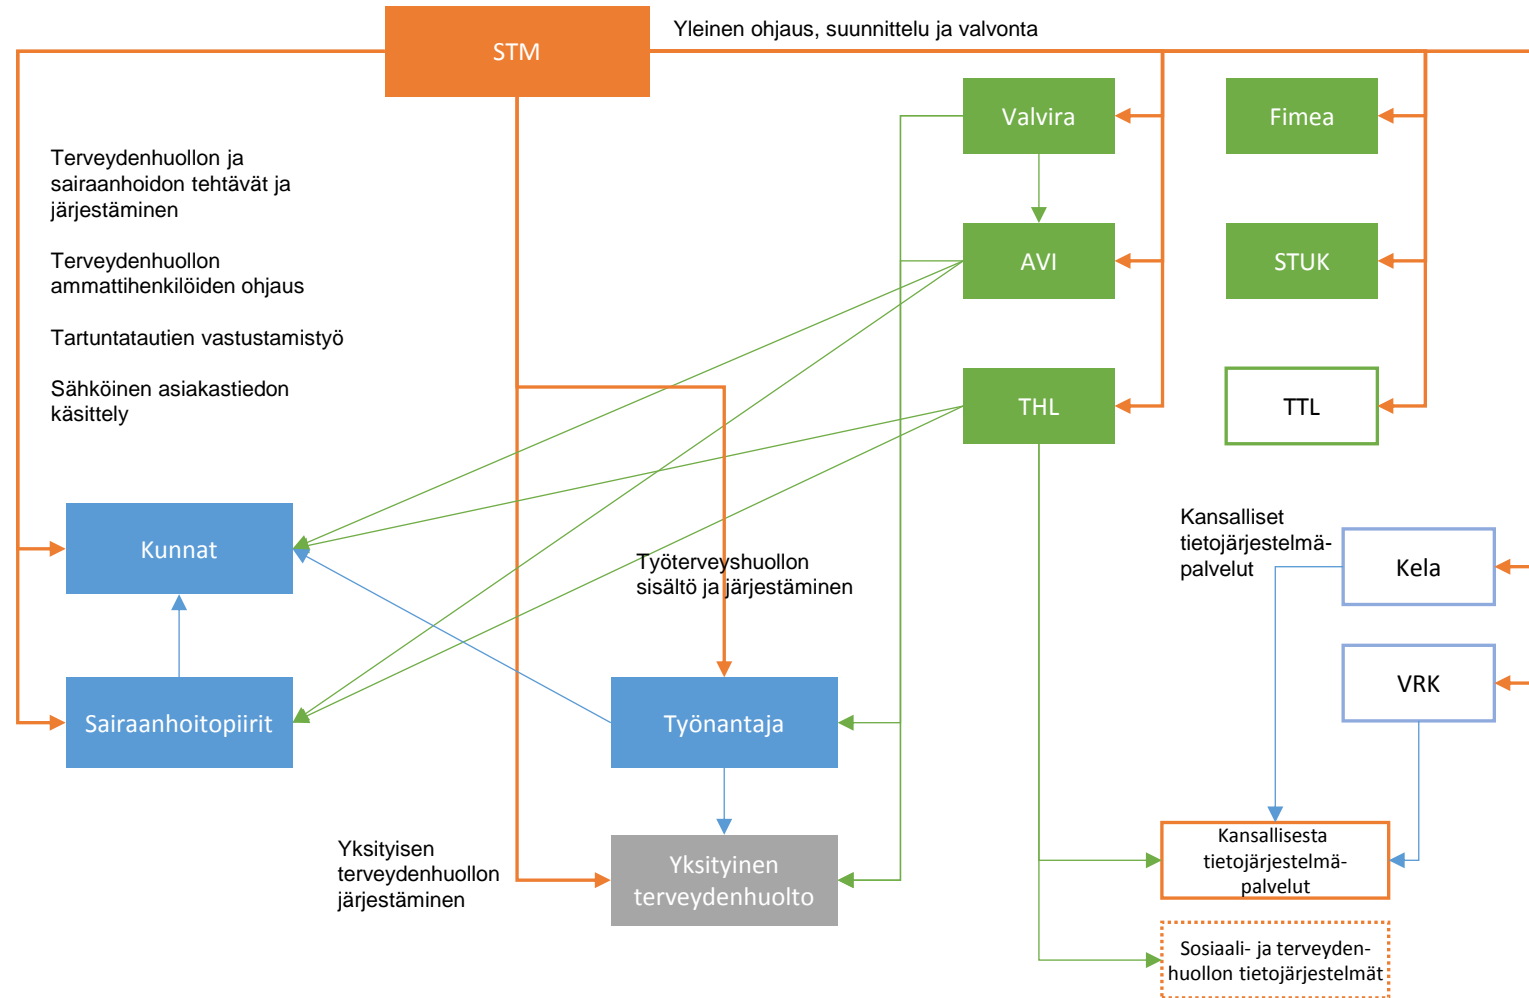 STM
Yleinen ohjaus, suunnittelu ja valvonta
Valvira
Fimea
Terveydenhuollon ja
sairaanhoidon tehtävät ja
järjestäminen
Terveydenhuollon
ammattihenkilöiden ohjaus
Tartuntatautien vastustamistyö
Sähköinen asiakastiedon
käsittely
AVI
STUK
THL
TTL
Kunnat
Työterveyshuollon
sisältö ja järjestäminen
Kansalliset
tietojärjestelmä-
palvelut
Kela
Sairaanhoitopiirit
Työnantaja
VRK
Yksityisen
terveydenhuollon
järjestäminen
Yksityinen
terveydenhuolto
Kansallisesta
tietojärjestelmä-
palvelut
Sosiaali- ja terveyden-
huollon tietojärjestelmät